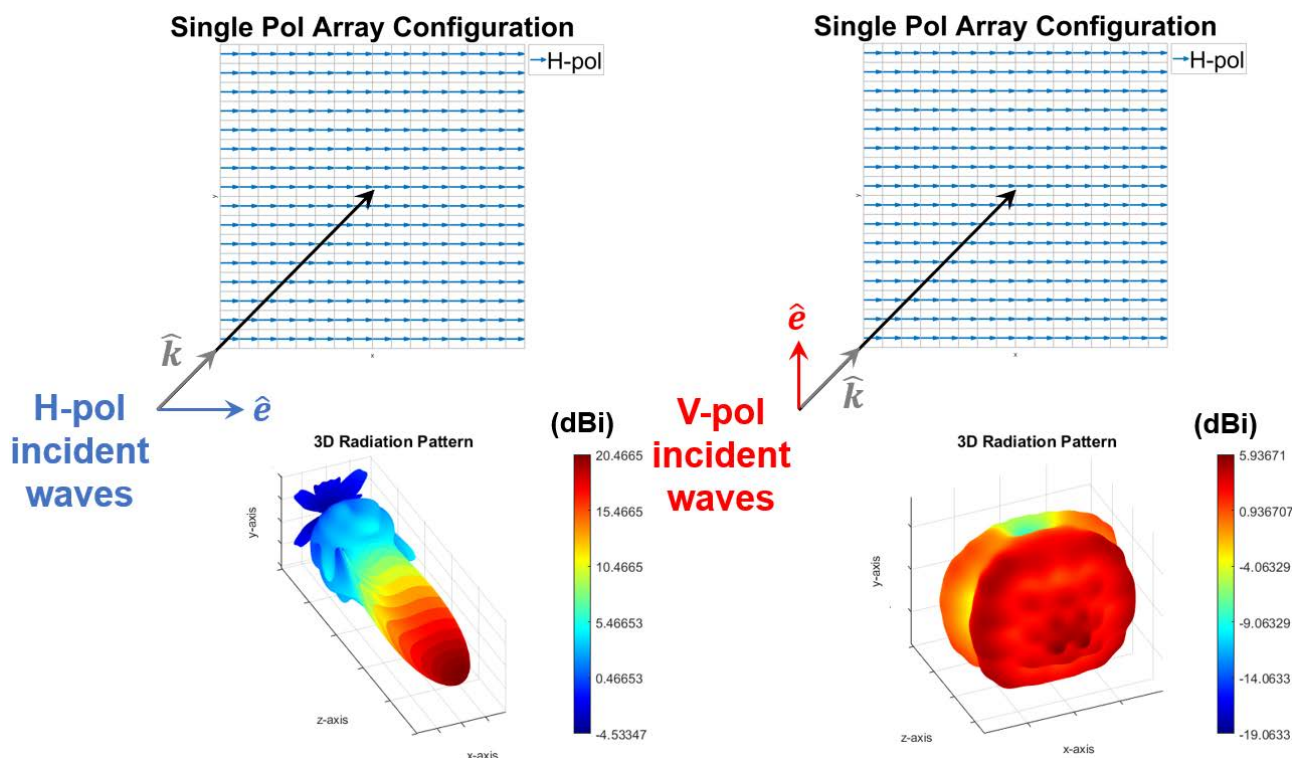 Single Pol Array Configuration
H-pol
y
x
k̂
ê
H-pol
incident
waves
(dBi)
3D Radiation Pattern
20.4665
15.4665
10.4665
5.46653
0.46653
-4.53347
y-axis
z-axis
x-axis
Single Pol Array Configuration
H-pol
y
x
ê
k̂
V-pol
incident
waves
(dBi)
3D Radiation Pattern
5.93671
0.936707
-4.06329
-9.06329
-14.0633
-19.0633
y-axis
z-axis
x-axis